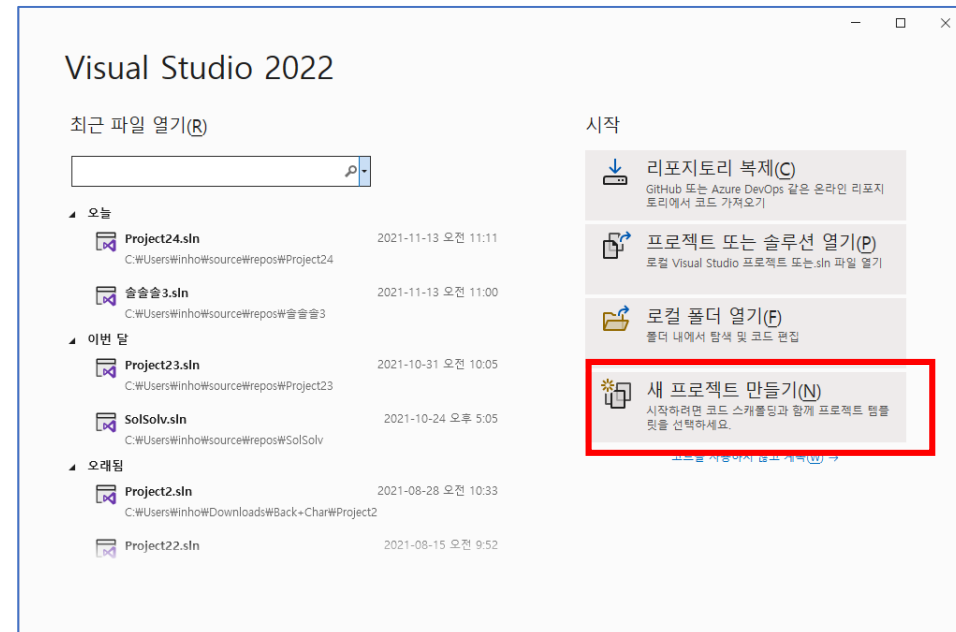 Visual Studio 2022
최근 파일 열기(R)
오늘
Project24.sln
2021-11-13 오전 11:11
C:₩Users₩inho₩source₩repos₩Project24
솔솔솔3.sln
2021-11-13 오전 11:00
C:₩Users₩inho₩source₩repos₩솔솔솔3
이번 달
Project23.sln
2021-10-31 오전 10:05
C:₩Users₩inho₩source₩repos₩Project23
SolSolv.sln
2021-10-24 오후 5:05
C:₩Users₩inho₩source₩repos₩SolSolv
오래됨
Project2.sln
2021-08-28 오전 10:33
C:₩Users₩inho₩Downloads₩Back+Char₩Project2
Project22.sln
2021-08-15 오전 9:52
시작
리포지토리 복제(C)
GitHub 또는 Azure DevOps 같은 온라인 리포지
토리에서 코드 가져오기
프로젝트 또는 솔루션 열기(P)
로컬 Visual Studio 프로젝트 또는.sln 파일 열기
로컬 폴더 열기(F)
폴더 내에서 탐색 및 코드 편집
새 프로젝트 만들기(N)
시작하려면 코드 스캐폴딩과 함께 프로젝트 템플
릿을 선택하세요.
코드를 사용하지 않고 계속(W) →